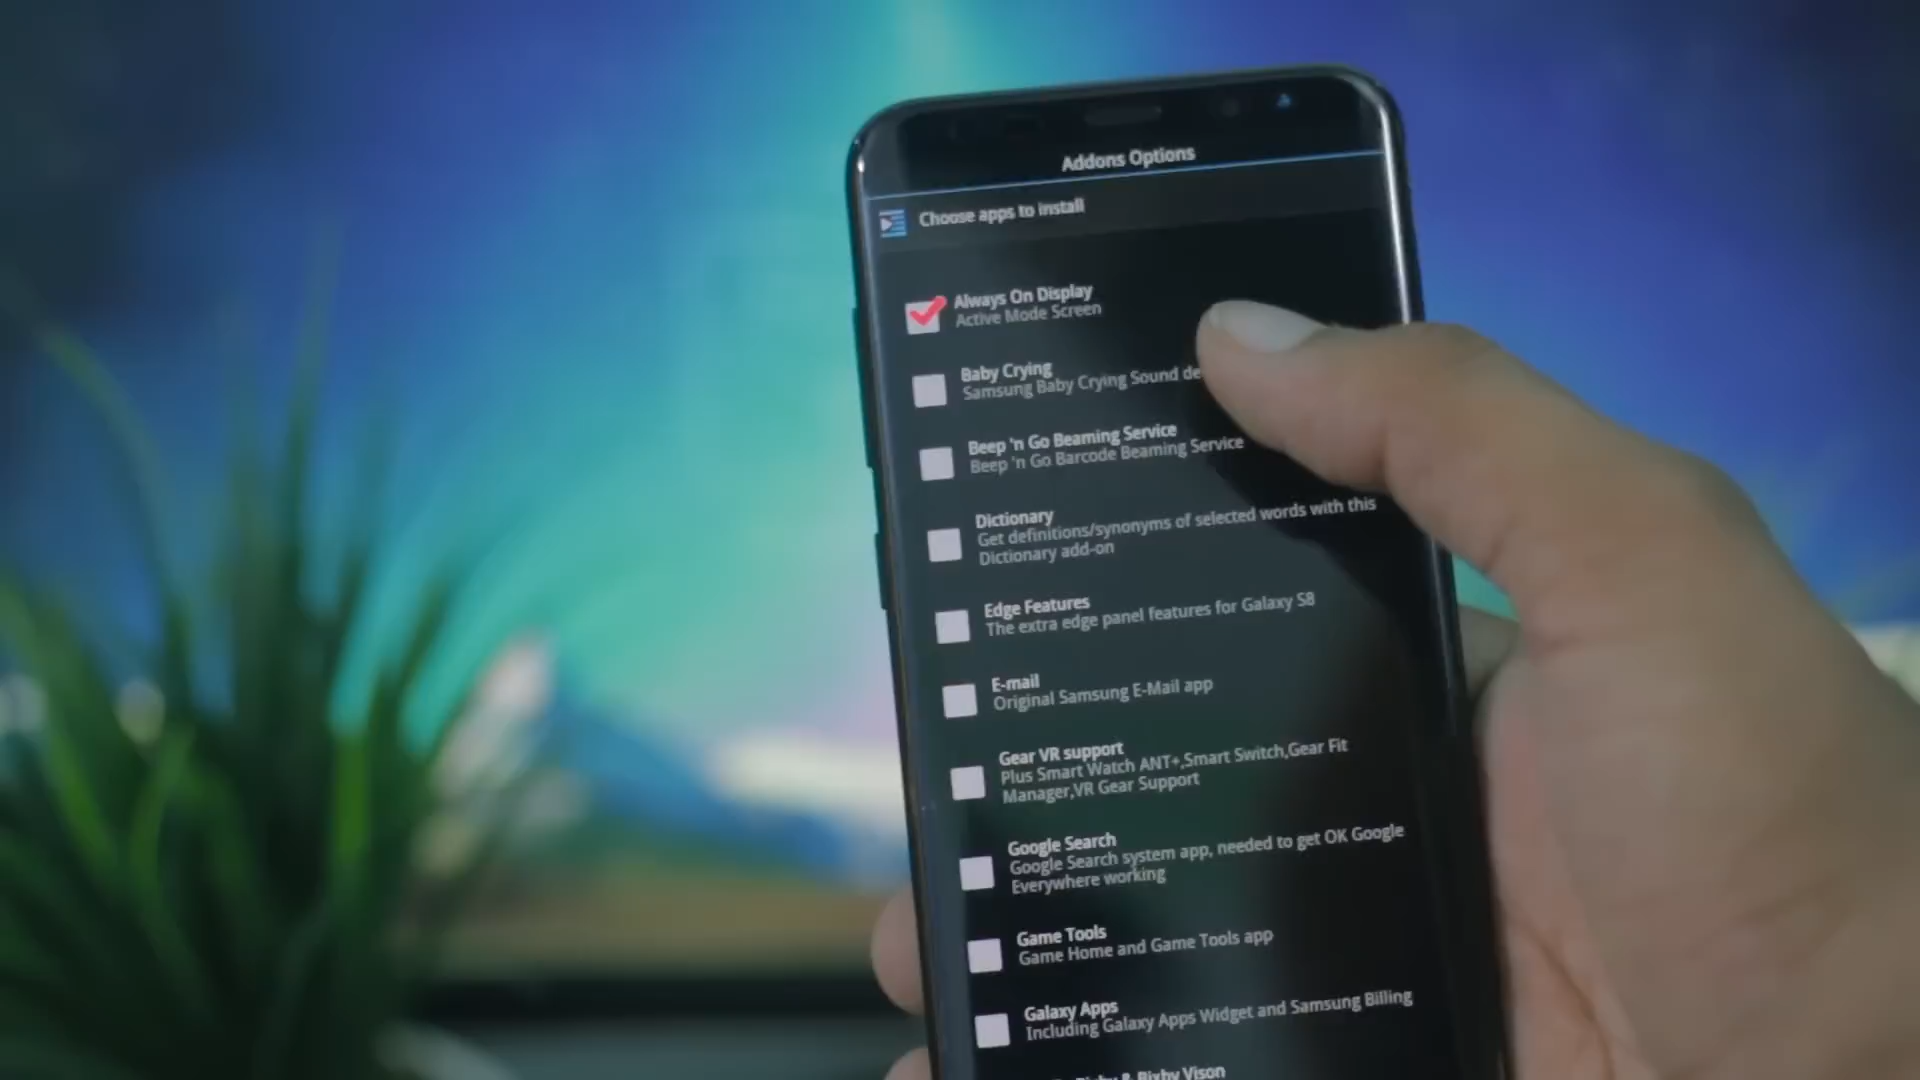 Addons Options
Choose apps to install
Always On Display
Active Mode Screen
Baby Crying
Samsung Baby Crying Sound
Beep 'n Go Beaming Service
Beep 'n Go Barcode Beaming Service
Dictionary
Get definitions/synonyms of selected words with this
Dictionary add-on
Edge Features
The extra edge panel features for Galaxy S8
E-mail
Original Samsung E-Mail app
Gear VR support
Plus Smart Watch ANT+,Smart Switch,Gear Fit
Manager,VR Gear Support
Google Search
Google Search system app, needed to get OK Google
Everywhere working
Game Tools
Game Home and Game Tools app
Galaxy Apps
Including Galaxy Apps Widget and Samsung Billing
Bixby & Bixby Vison